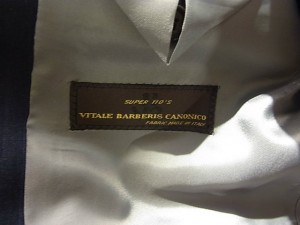 SUPER 110'S
VITALE BARBERIS CANONICO
FABRIC MADE IN ITALY